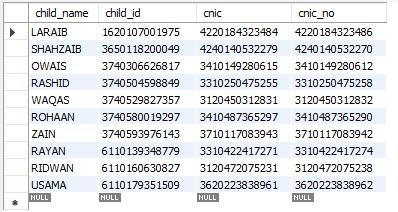 child_name child_id cnic cnic_no
LARAIB 1620107001975 4220184323484 4220184323486
SHAHZAIB 3650118200049 4240140532279 4240140532270
OWAIS 3740306626817 3410149280615 3410149280612
RASHID 3740504598849 3310250475255 3310250475258
WAQAS 3740529827357 3120450312831 3120450312832
ROHAAN 3740580019297 3410487365297 3410487365290
ZAIN 3740593976143 3710117083943 3710117083942
RAYAN 6110139348779 3310422417271 3310422417274
RIDWAN 6110160630827 3120472075231 3120472075238
USAMA 6110179351509 3620223838961 3620223838962
NULL NULL NULL NULL